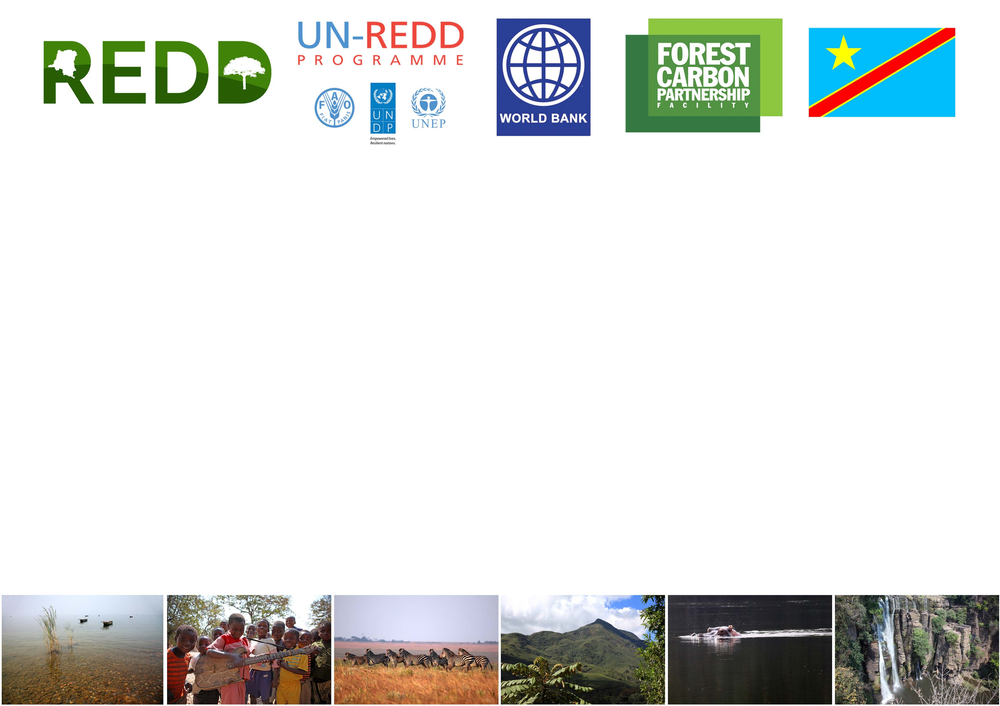 REDD
UN-REDD
PROGRAMME
FAO
FIAT PANIS
UN
DP
Empowered lives.
Resilient nations.
UNEP
WORLD BANK
FOREST
CARBON
PARTNERSHIP
FACILITY